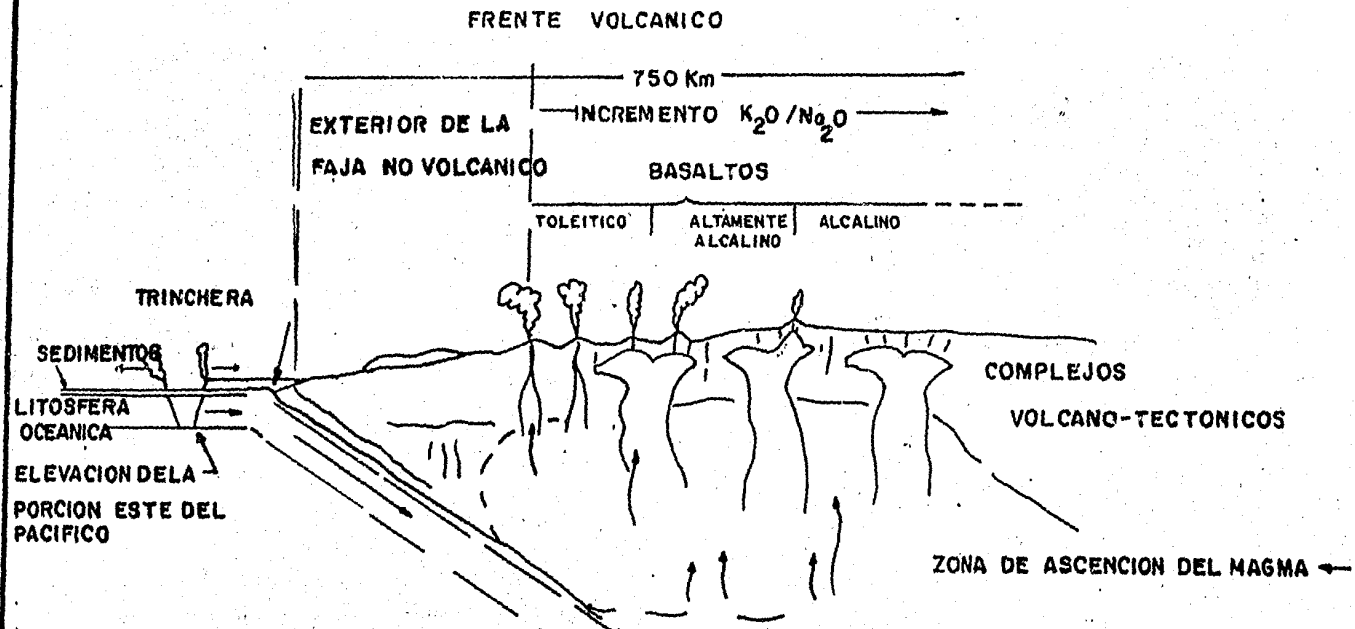 FRENTE VOLCANICO
750 Km
INCREMENTO K₂O/Na₂O
EXTERIOR DE LA
FAJA NO VOLCANICO
BASALTOS
TOLEITICO
ALTAMENTE
ALCALINO
ALCALINO
TRINCHERA
SEDIMENTOS
LITOSFERA
OCEANICA
ELEVACION DE LA
PORCION ESTE DEL
PACIFICO
COMPLEJOS
VOLCANO-TECTONICOS
ZONA DE ASCENCION DEL MAGMA